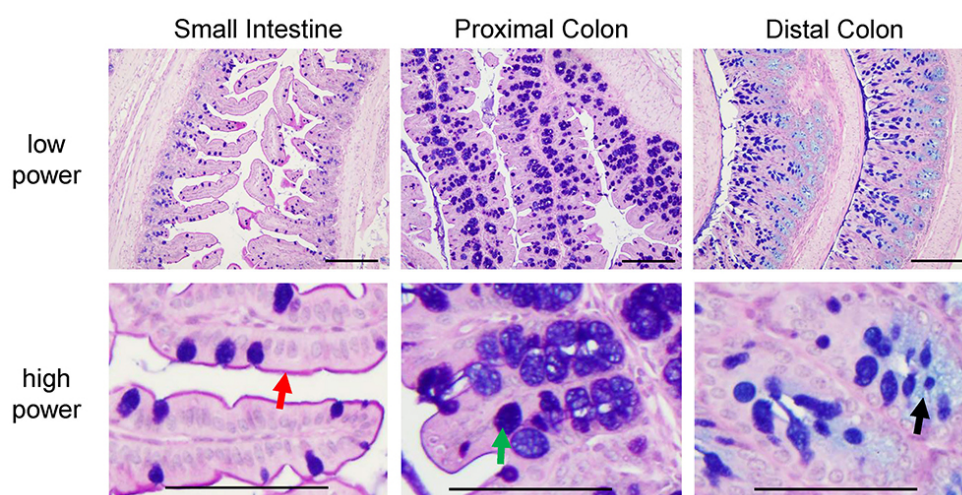 Small Intestine
Proximal Colon
Distal Colon
low
power
high
power